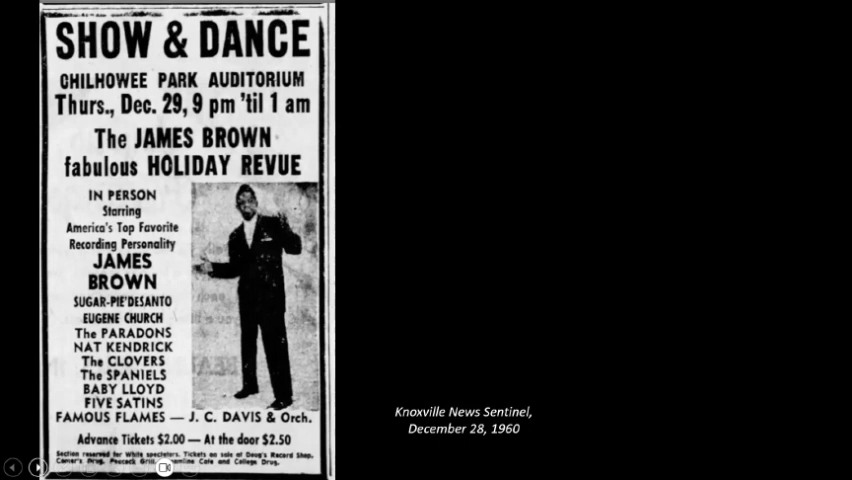 SHOW & DANCE
CHILHOWEE PARK AUDITORIUM
Thurs., Dec. 29, 9 pm 'til 1 am
The JAMES BROWN
fabulous HOLIDAY REVUE
IN PERSON
Starring
America's Top Favorite
Recording Personality
JAMES
BROWN
SUGAR-PIE'DESANTO
EUGENE CHURCH
The PARADONS
NAT KENDRICK
The CLOVERS
The SPANIELS
BABY LLOYD
FIVE SATINS
FAMOUS FLAMES — J. C. DAVIS & Orch.
Advance Tickets $2.00 — At the door $2.50
Section reserved for White spectators. Tickets on sale at Doug's Record Shop,
Drug, Peacock Grill, Cafe and College Drug.
Knoxville News Sentinel,
December 28, 1960